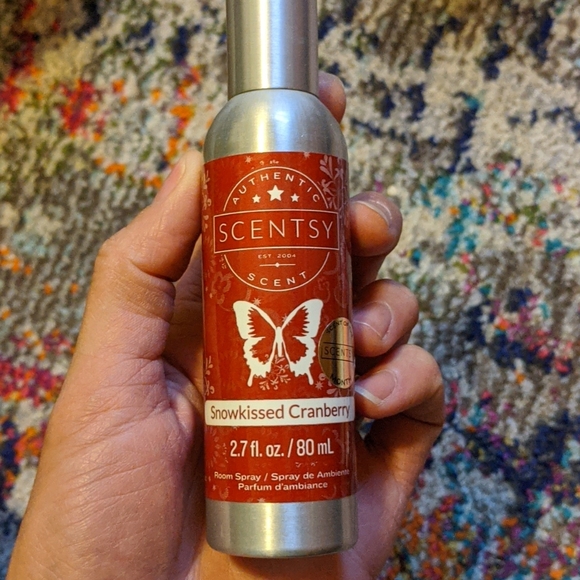 AUTHENTIC
SCENTSY
EST 2004
SCENT
SCENTSY
Snowkissed Cranberry
2.7 fl. oz. / 80 mL
Room Spray / Spray de Ambiente
Parfum d'ambiance